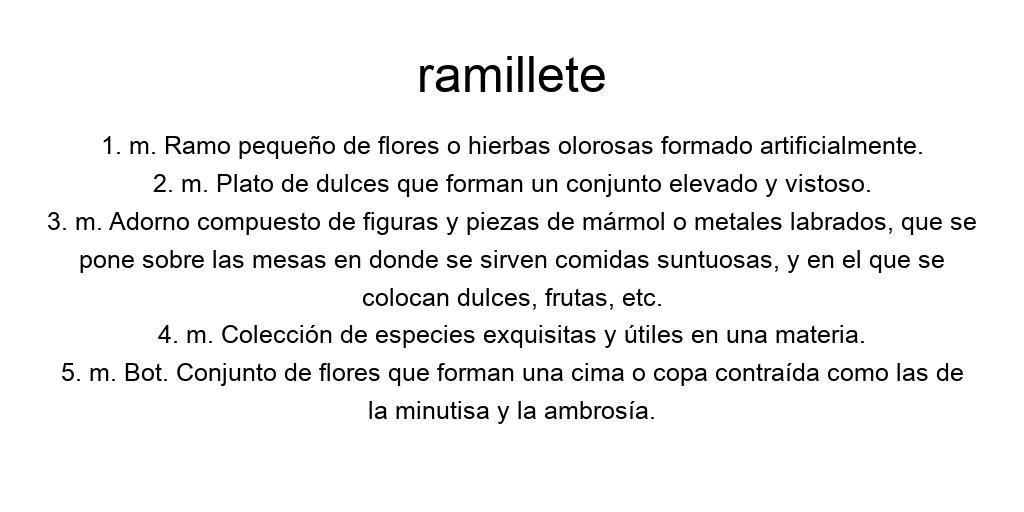 ramillete
1. m. Ramo pequeño de flores o hierbas olorosas formado artificialmente.
2. m. Plato de dulces que forman un conjunto elevado y vistoso.
3. m. Adorno compuesto de figuras y piezas de mármol o metales labrados, que se
pone sobre las mesas en donde se sirven comidas suntuosas, y en el que se
colocan dulces, frutas, etc.
4. m. Colección de especies exquisitas y útiles en una materia.
5. m. Bot. Conjunto de flores que forman una cima o copa contraída como las de
la minutisa y la ambrosía.